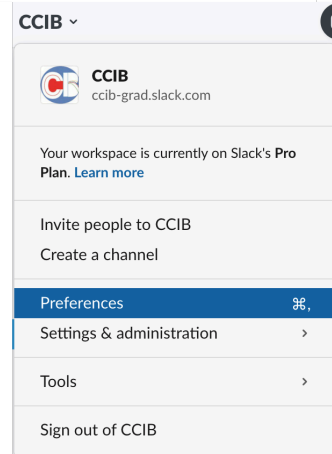 CCIB
CCIB
ccib-grad.slack.com
Your workspace is currently on Slack's Pro
Plan. Learn more
Invite people to CCIB
Create a channel
Preferences ⌘,
Settings & administration
Tools
Sign out of CCIB